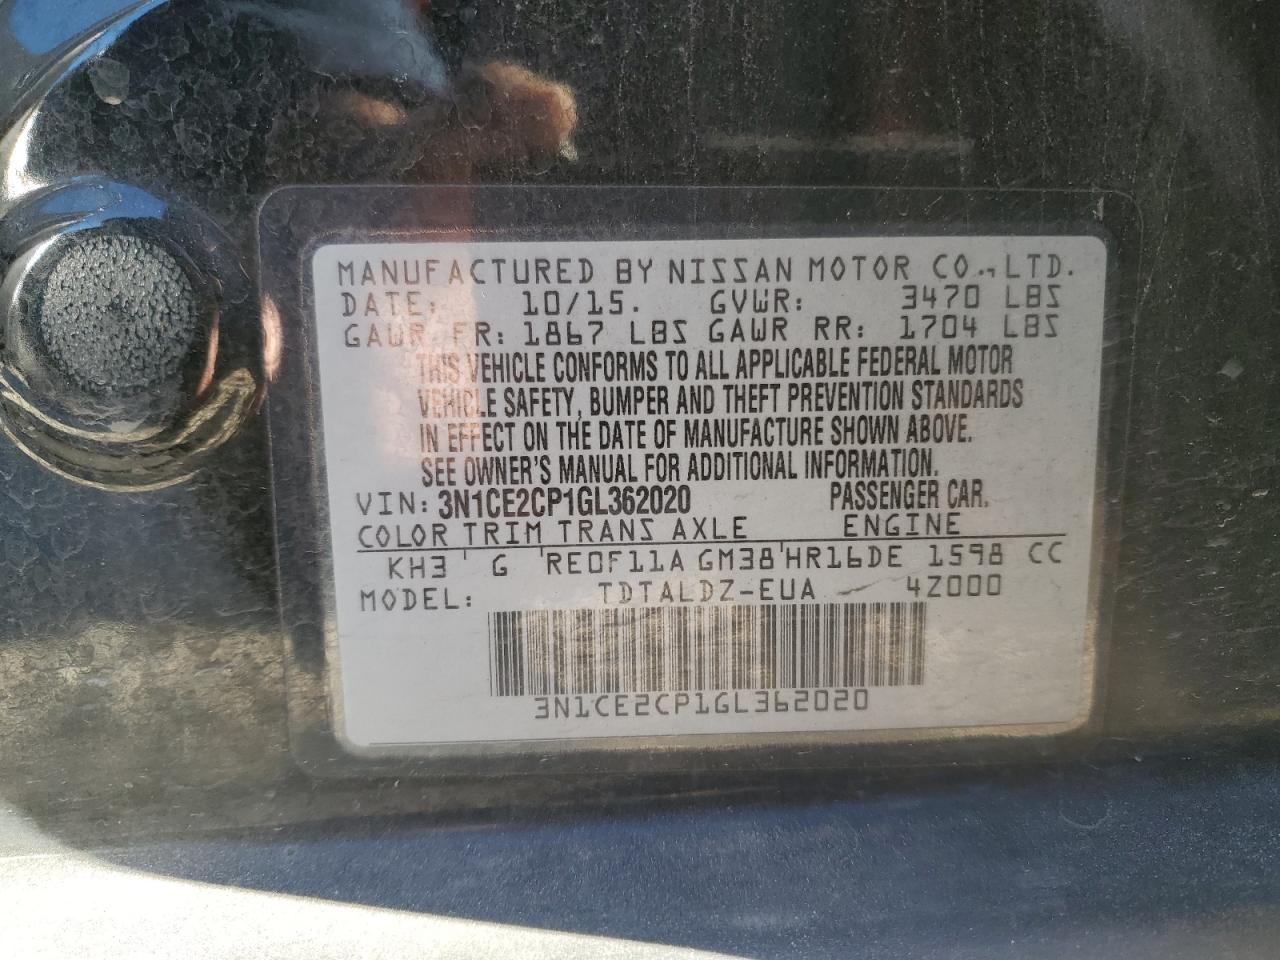 MANUFACTURED BY NISSAN MOTOR CO., LTD.
DATE: 10/15. GVWR: 3470 LBS
GAWR FR: 1867 LBS GAWR RR: 1704 LBS
THIS VEHICLE CONFORMS TO ALL APPLICABLE FEDERAL MOTOR
VEHICLE SAFETY, BUMPER AND THEFT PREVENTION STANDARDS
IN EFFECT ON THE DATE OF MANUFACTURE SHOWN ABOVE.
SEE OWNER'S MANUAL FOR ADDITIONAL INFORMATION.
VIN: 3N1CE2CP1GL362020 PASSENGER CAR.
COLOR TRIM TRANS AXLE ENGINE
KH3 G RE0F11A GM38 HR16DE 1598 CC
MODEL: TDTALDZ-EUA 4Z000
3N1CE2CP1GL362020